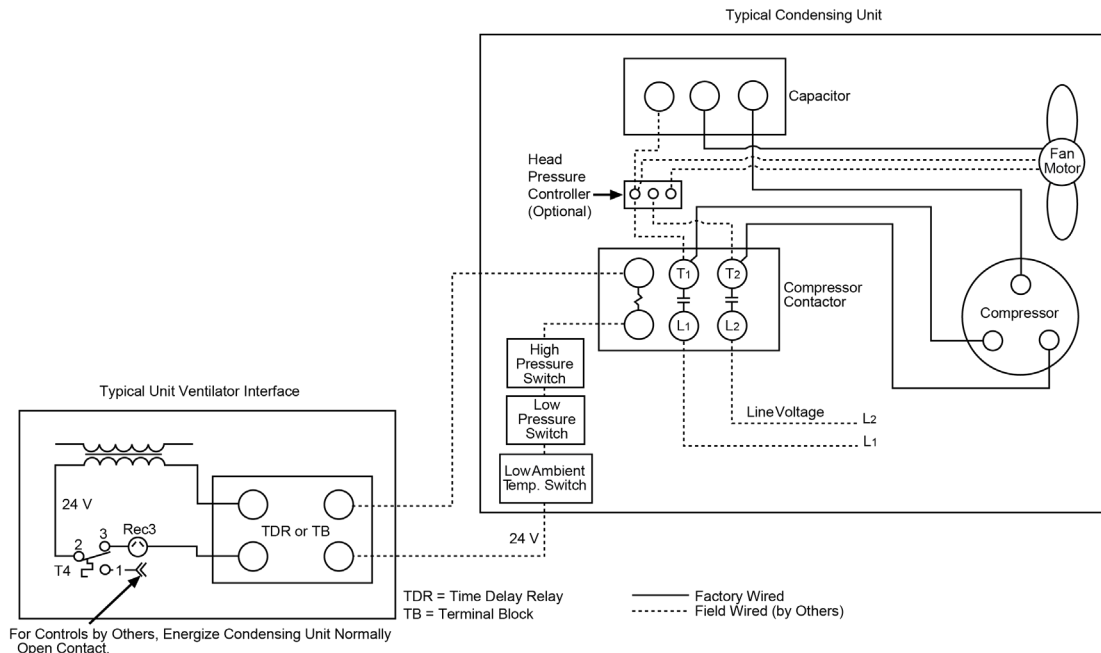 Typical Condensing Unit
Capacitor
Fan
Motor
Head
Pressure
Controller
(Optional)
T1
T2
Compressor
Contactor
L1
L2
Compressor
High
Pressure
Switch
Low
Pressure
Switch
Low Ambient
Temp. Switch
Line Voltage
L2
L1
24 V
Typical Unit Ventilator Interface
24 V
TDR or TB
2
3
Rec3
T4
1
TDR = Time Delay Relay
TB = Terminal Block
Factory Wired
Field Wired (by Others)
For Controls by Others, Energize Condensing Unit Normally
Open Contact.